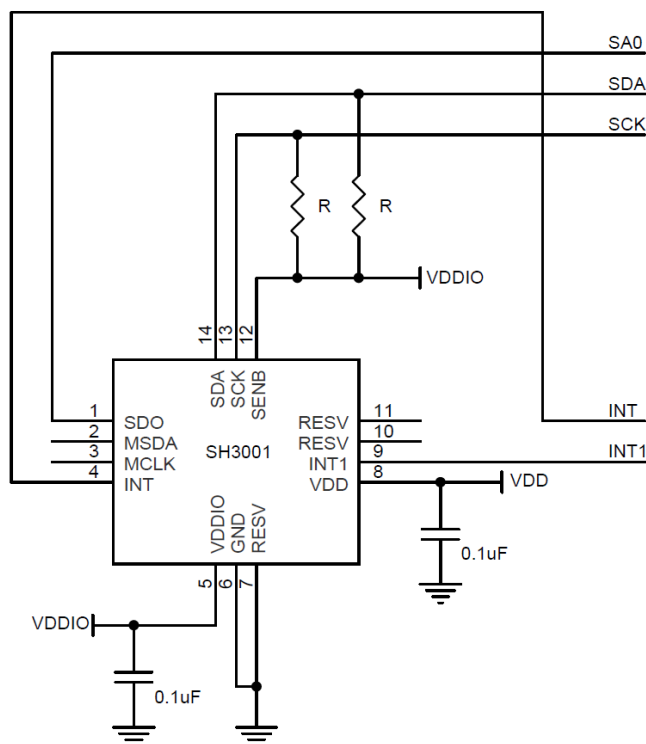 SA0
SDA
SCK
R
R
VDDIO
14
13
12
SDA
SCK
SENB
1
SDO
RESV
11
INT
2
MSDA
RESV
10
3
MCLK
SH3001
INT1
9
INT1
4
INT
VDD
8
VDD
VDDIO
GND
RESV
0.1uF
5
6
7
VDDIO
0.1uF